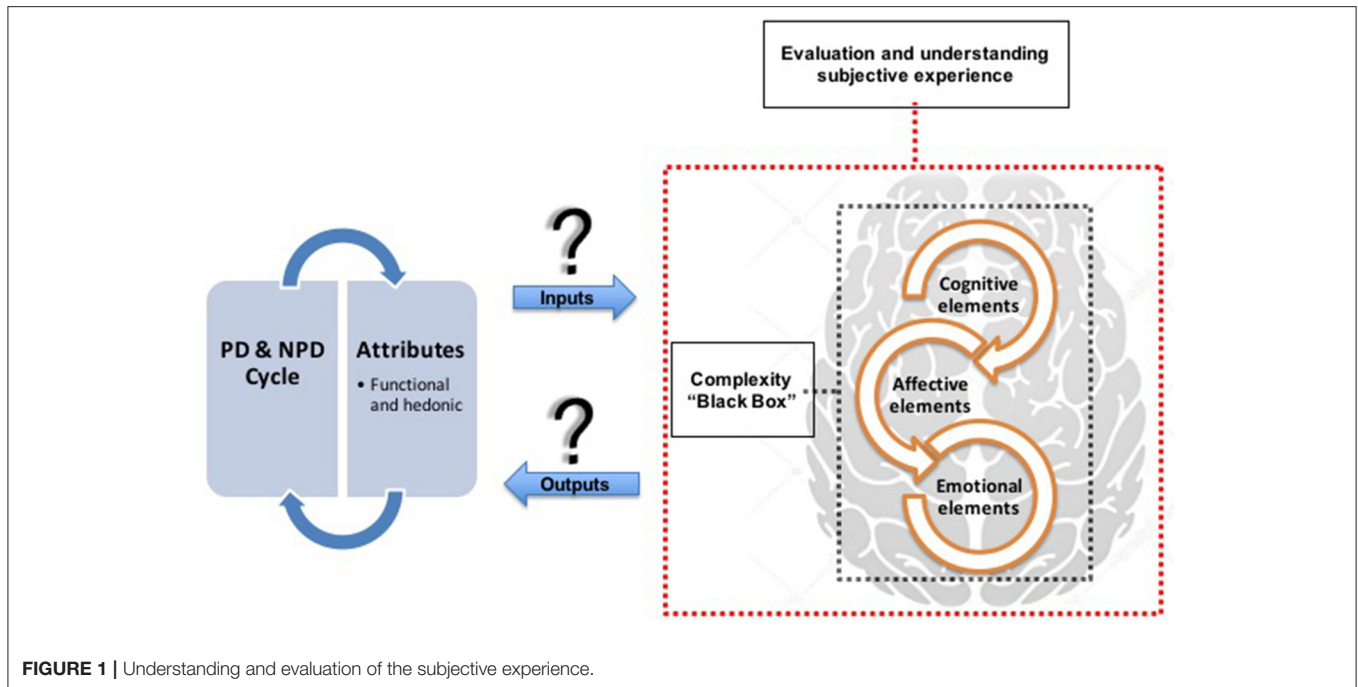 Evaluation and understanding
subjective experience
?
Inputs
PD & NPD
Cycle
Attributes
• Functional
and hedonic
?
Outputs
Complexity
“Black Box”
Cognitive
elements
Affective
elements
Emotional
elements
FIGURE 1 | Understanding and evaluation of the subjective experience.